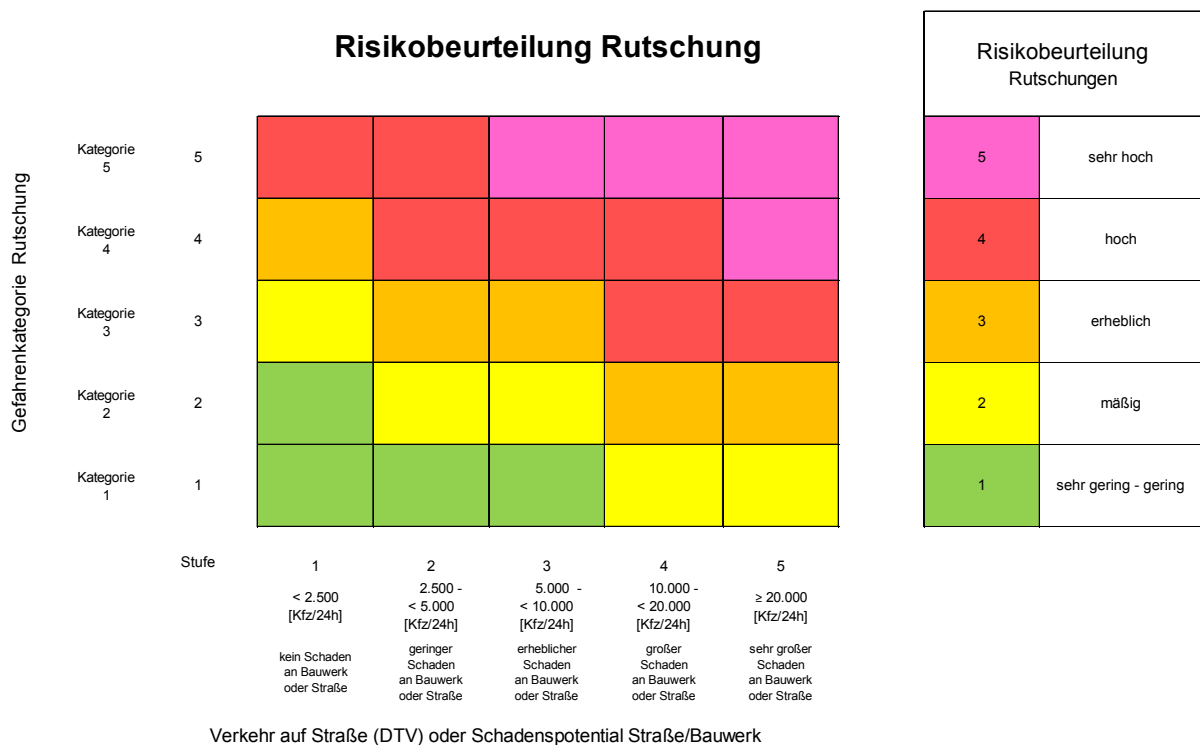 Risikobeurteilung Rutschung
Risikobeurteilung
Rutschungen
Gefahrenkategorie Rutschung
Kategorie
5
5
Kategorie
4
4
Kategorie
3
3
Kategorie
2
2
Kategorie
1
1
5 sehr hoch
4 hoch
3 erheblich
2 mäßig
1 sehr gering - gering
Stufe
1
< 2.500
[Kfz/24h]
kein Schaden
an Bauwerk
oder Straße
2
2.500 -
< 5.000
[Kfz/24h]
geringer
Schaden
an Bauwerk
oder Straße
3
5.000 -
< 10.000
[Kfz/24h]
erheblicher
Schaden
an Bauwerk
oder Straße
4
10.000 -
< 20.000
[Kfz/24h]
großer
Schaden
an Bauwerk
oder Straße
5
≥ 20.000
[Kfz/24h]
sehr großer
Schaden
an Bauwerk
oder Straße
Verkehr auf Straße (DTV) oder Schadenspotential Straße/Bauwerk